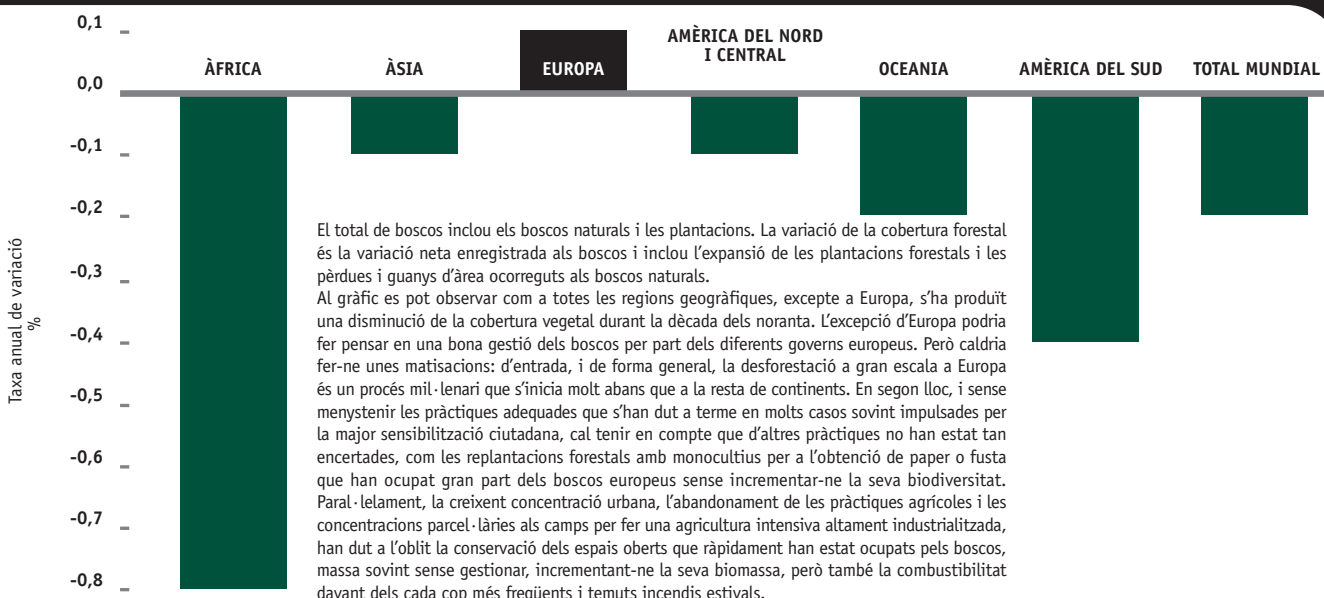 0,1
AMÈRICA DEL NORD
I CENTRAL
ÀFRICA
ÀSIA
EUROPA
OCEANIA
AMÈRICA DEL SUD
TOTAL MUNDIAL
0,0
-0,1
-0,2
-0,3
-0,4
-0,5
-0,6
-0,7
-0,8
Taxa anual de variació
%
El total de boscos inclou els boscos naturals i les plantacions. La variació de la cobertura forestal
és la variació neta enregistrada als boscos i inclou l'expansió de les plantacions forestals i les
pèrdues i guanys d'àrea ocorreguts als boscos naturals.
Al gràfic es pot observar com a totes les regions geogràfiques, excepte a Europa, s'ha produït
una disminució de la cobertura vegetal durant la dècada dels noranta. L'excepció d'Europa podria
fer pensar en una bona gestió dels boscos per part dels diferents governs europeus. Però caldria
fer-ne unes matisacions: d'entrada, i de forma general, la desforestació a gran escala a Europa
és un procés mil·lenari que s'inicia molt abans que a la resta de continents. En segon lloc, i sense
menystenir les pràctiques adequades que s'han dut a terme en molts casos sovint impulsades per
la major sensibilització ciutadana, cal tenir en compte que d'altres pràctiques no han estat tan
encertades, com les replantacions forestals amb monocultius per a l'obtenció de paper o fusta
que han ocupat gran part dels boscos europeus sense incrementar-ne la seva biodiversitat.
Paral·lelament, la creixent concentració urbana, l'abandonament de les pràctiques agrícoles i les
concentracions parcel·làries als camps per fer una agricultura intensiva altament industrialitzada,
han dut a l'oblit la conservació dels espais oberts que ràpidament han estat ocupats pels boscos,
massa sovint sense gestionar, incrementant-ne la seva biomassa, però també la combustibilitat
davant dels cada cop més freqüents i temuts incendis estivals.